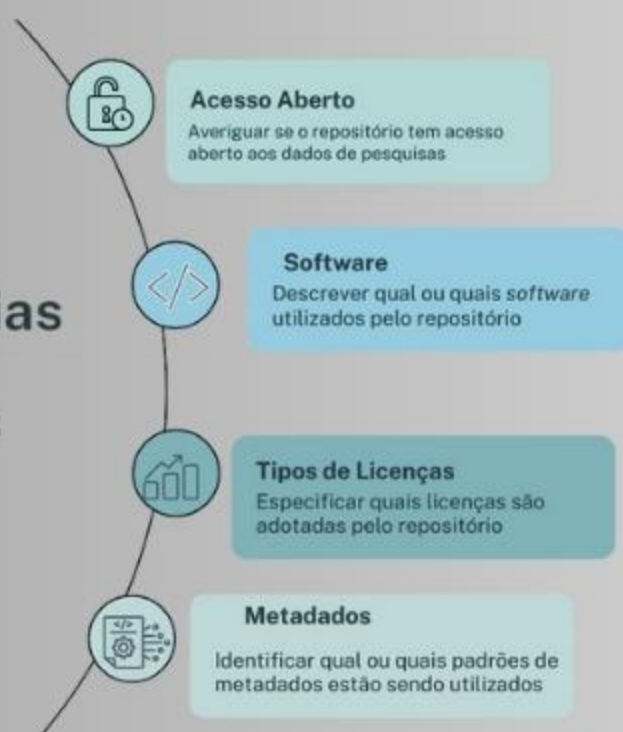 Acesso Aberto
Averiguar se o repositório tem acesso
aberto aos dados de pesquisas
Software
Descrever qual ou quais software
utilizados pelo repositório
Tipos de Licenças
Especificar quais licenças são
adotadas pelo repositório
Metadados
Identificar qual ou quais padrões de
metadados estão sendo utilizados